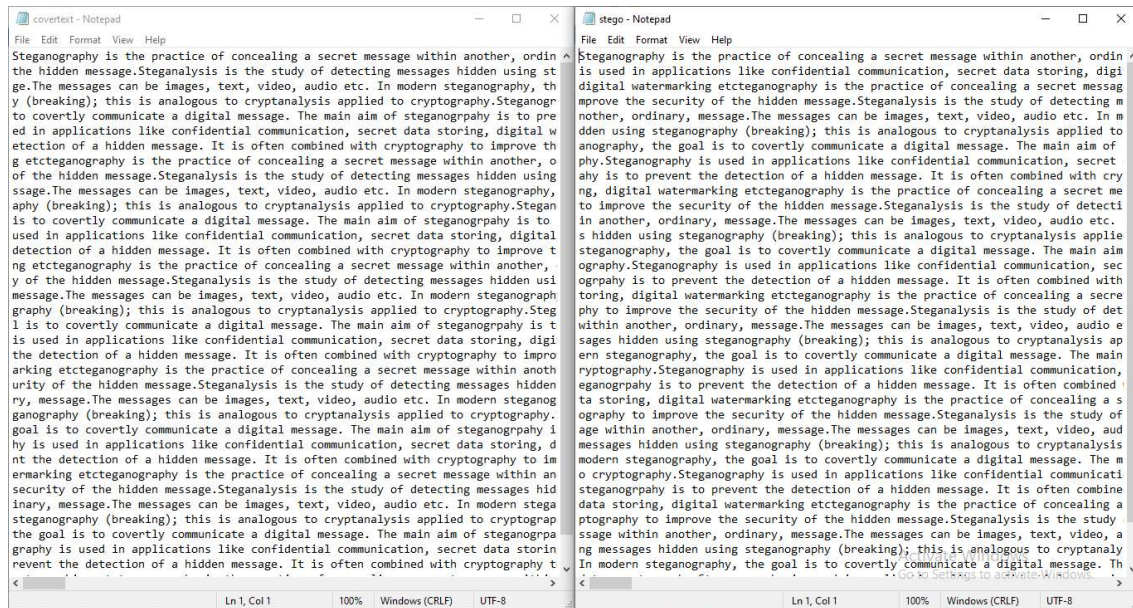 covertext - Notepad
File Edit Format View Help
Steganography is the practice of concealing a secret message within another, ordin
the hidden message.Steganalysis is the study of detecting messages hidden using st
ge.The messages can be images, text, video, audio etc. In modern steganography, th
y (breaking); this is analogous to cryptanalysis applied to cryptography.Steganogr
to covertly communicate a digital message. The main aim of steganogrpahy is to pre
ed in applications like confidential communication, secret data storing, digital w
etection of a hidden message. It is often combined with cryptography to improve th
g etcteganography is the practice of concealing a secret message within another, o
of the hidden message.Steganalysis is the study of detecting messages hidden using
ssage.The messages can be images, text, video, audio etc. In modern steganography,
aphy (breaking); this is analogous to cryptanalysis applied to cryptography.Stegan
is to covertly communicate a digital message. The main aim of steganogrpahy is to
used in applications like confidential communication, secret data storing, digital
detection of a hidden message. It is often combined with cryptography to improve t
ng etcteganography is the practice of concealing a secret message within another,
y of the hidden message.Steganalysis is the study of detecting messages hidden usi
message.The messages can be images, text, video, audio etc. In modern steganograph
graphy (breaking); this is analogous to cryptanalysis applied to cryptography.Steg
l is to covertly communicate a digital message. The main aim of steganogrpahy is t
is used in applications like confidential communication, secret data storing, digi
the detection of a hidden message. It is often combined with cryptography to impro
arking etcteganography is the practice of concealing a secret message within anoth
urity of the hidden message.Steganalysis is the study of detecting messages hidden
ry, message.The messages can be images, text, video, audio etc. In modern steganog
ganography (breaking); this is analogous to cryptanalysis applied to cryptography.
goal is to covertly communicate a digital message. The main aim of steganogrpahy i
hy is used in applications like confidential communication, secret data storing, d
nt the detection of a hidden message. It is often combined with cryptography to im
ermarking etcteganography is the practice of concealing a secret message within an
security of the hidden message.Steganalysis is the study of detecting messages hid
inary, message.The messages can be images, text, video, audio etc. In modern stega
steganography (breaking); this is analogous to cryptanalysis applied to cryptograp
the goal is to covertly communicate a digital message. The main aim of steganogrpa
graphy is used in applications like confidential communication, secret data storin
revent the detection of a hidden message. It is often combined with cryptography t
Ln 1, Col 1 100% Windows (CRLF) UTF-8
stego - Notepad
File Edit Format View Help
Steganography is the practice of concealing a secret message within another, ordin
is used in applications like confidential communication, secret data storing, digi
digital watermarking etcteganography is the practice of concealing a secret messag
mprove the security of the hidden message.Steganalysis is the study of detecting m
nother, ordinary, message.The messages can be images, text, video, audio etc. In m
dden using steganography (breaking); this is analogous to cryptanalysis applied to
anography, the goal is to covertly communicate a digital message. The main aim of
phy.Steganography is used in applications like confidential communication, secret
ahy is to prevent the detection of a hidden message. It is often combined with cry
ng, digital watermarking etcteganography is the practice of concealing a secret me
to improve the security of the hidden message.Steganalysis is the study of detecti
in another, ordinary, message.The messages can be images, text, video, audio etc.
s hidden using steganography (breaking); this is analogous to cryptanalysis applie
steganography, the goal is to covertly communicate a digital message. The main aim
ography.Steganography is used in applications like confidential communication, sec
ogrpahy is to prevent the detection of a hidden message. It is often combined with
toring, digital watermarking etcteganography is the practice of concealing a secre
phy to improve the security of the hidden message.Steganalysis is the study of det
within another, ordinary, message.The messages can be images, text, video, audio e
sages hidden using steganography (breaking); this is analogous to cryptanalysis ap
ern steganography, the goal is to covertly communicate a digital message. The main
ryptography.Steganography is used in applications like confidential communication,
eganogrpahy is to prevent the detection of a hidden message. It is often combined
ta storing, digital watermarking etcteganography is the practice of concealing a s
ography to improve the security of the hidden message.Steganalysis is the study of
age within another, ordinary, message.The messages can be images, text, video, aud
messages hidden using steganography (breaking); this is analogous to cryptanalysis
modern steganography, the goal is to covertly communicate a digital message. The m
o cryptography.Steganography is used in applications like confidential communicati
steganogrpahy is to prevent the detection of a hidden message. It is often combine
data storing, digital watermarking etcteganography is the practice of concealing a
ptography to improve the security of the hidden message.Steganalysis is the study
ssage within another, ordinary, message.The messages can be images, text, video, a
ng messages hidden using steganography (breaking); this is analogous to cryptanaly
In modern steganography, the goal is to covertly communicate a digital message. Th
Activate Windows
Go to Settings to activate Windows.
Ln 1, Col 1 100% Windows (CRLF) UTF-8